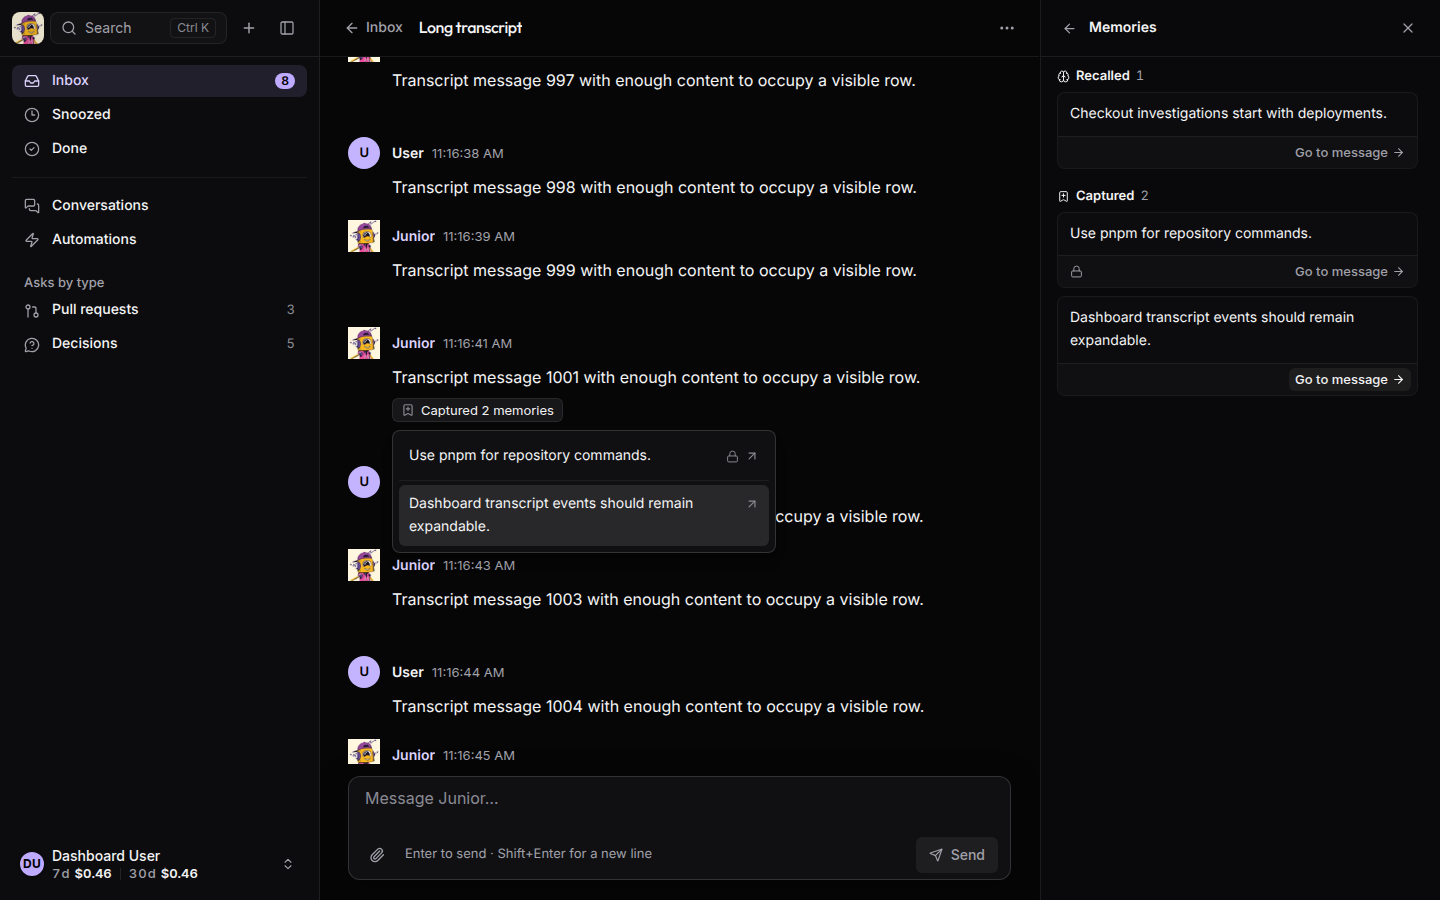 Search Ctrl K
Inbox 8
Snoozed
Done
Conversations
Automations
Asks by type
Pull requests 3
Decisions 5
DU
Dashboard User
7d $0.46 30d $0.46
Inbox Long transcript
Transcript message 997 with enough content to occupy a visible row.
U User 11:16:38 AM
Transcript message 998 with enough content to occupy a visible row.
Junior 11:16:39 AM
Transcript message 999 with enough content to occupy a visible row.
Junior 11:16:41 AM
Transcript message 1001 with enough content to occupy a visible row.
Captured 2 memories
Use pnpm for repository commands.
U
Dashboard transcript events should remain
expandable.
ccupy a visible row.
Junior 11:16:43 AM
Transcript message 1003 with enough content to occupy a visible row.
U User 11:16:44 AM
Transcript message 1004 with enough content to occupy a visible row.
Junior 11:16:45 AM
Message Junior...
Enter to send · Shift+Enter for a new line
Send
Memories
Recalled 1
Checkout investigations start with deployments.
Go to message
Captured 2
Use pnpm for repository commands.
Go to message
Dashboard transcript events should remain
expandable.
Go to message